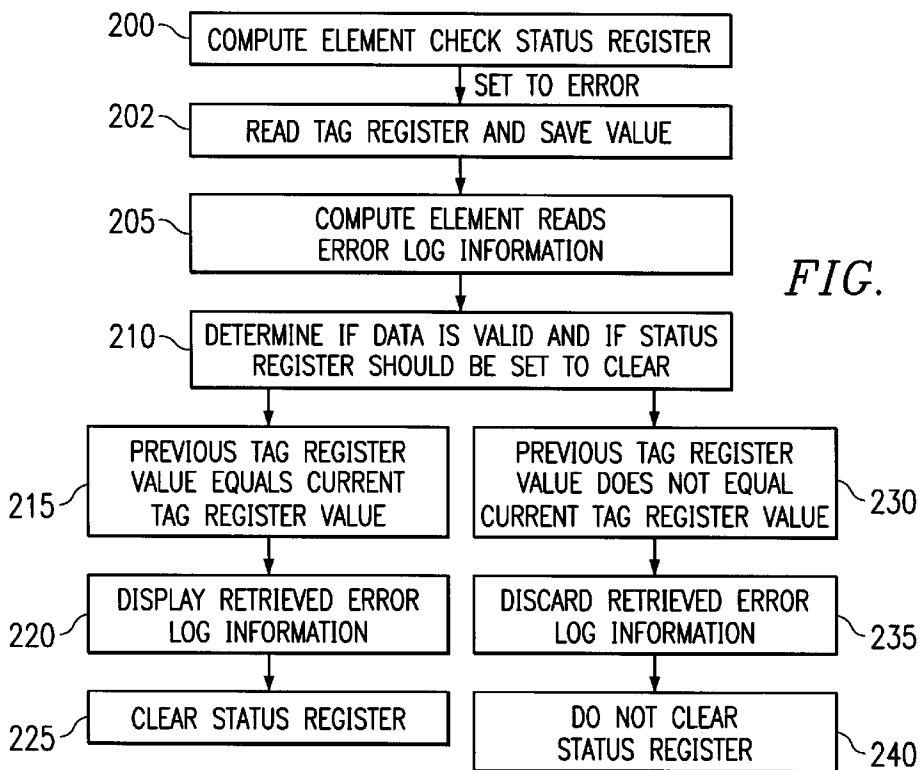 200
COMPUTE ELEMENT CHECK STATUS REGISTER
SET TO ERROR
202
READ TAG REGISTER AND SAVE VALUE
205
COMPUTE ELEMENT READS
ERROR LOG INFORMATION
FIG.
210
DETERMINE IF DATA IS VALID AND IF STATUS
REGISTER SHOULD BE SET TO CLEAR
215
PREVIOUS TAG REGISTER
VALUE EQUALS CURRENT
TAG REGISTER VALUE
PREVIOUS TAG REGISTER
VALUE DOES NOT EQUAL
CURRENT TAG REGISTER VALUE
230
220
DISPLAY RETRIEVED ERROR
LOG INFORMATION
DISCARD RETRIEVED ERROR
LOG INFORMATION
235
225
CLEAR STATUS REGISTER
DO NOT CLEAR
STATUS REGISTER
240